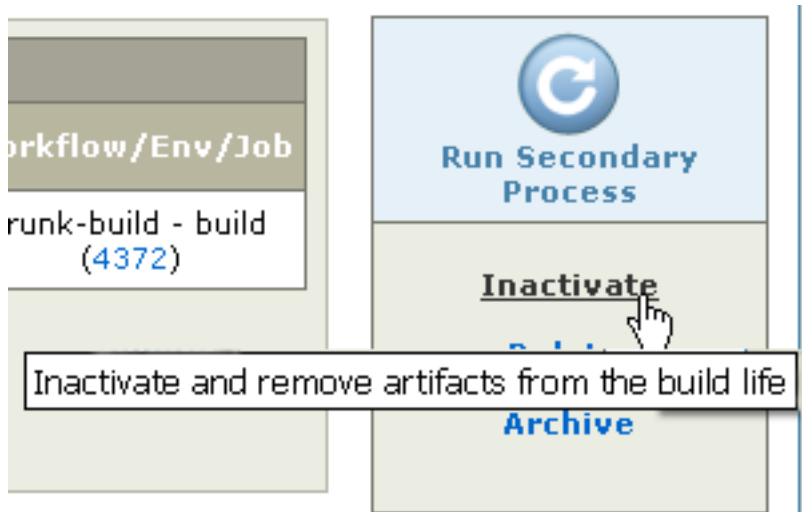 orkflow/Env/Job
runk-build - build
(4372)
Run Secondary
Process
Inactivate
Inactivate and remove artifacts from the build life
Archive